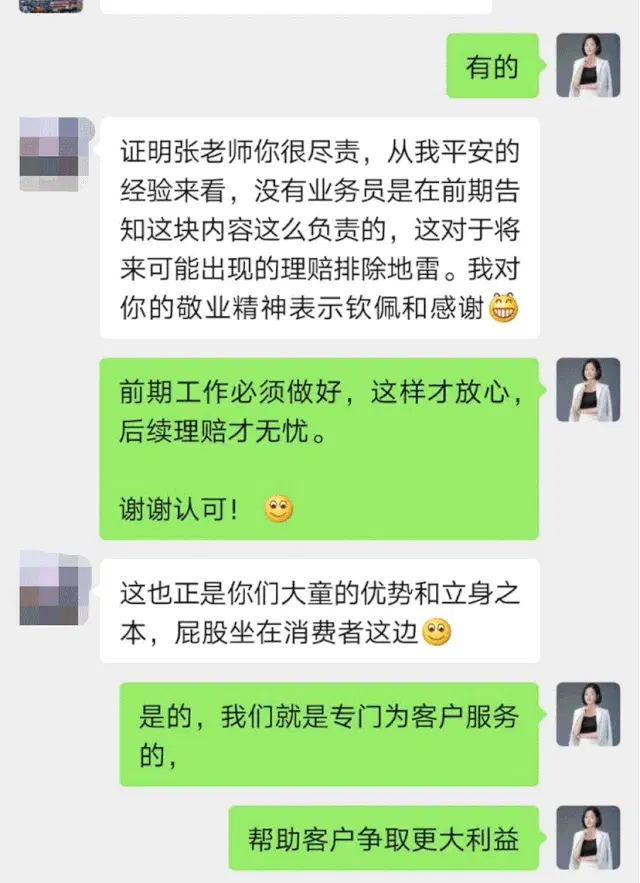 有的
证明张老师你很尽责，从我平安的
经验来看，没有业务员是在前期告
知这块内容这么负责的，这对于将
来可能出现的理赔排除地雷。我对
你的敬业精神表示钦佩和感谢
前期工作必须做好，这样才放心，
后续理赔才无忧。
谢谢认可！
这也正是你们大童的优势和立身之
本，屁股坐在消费者这边
是的，我们就是专门为客户服务
的，
帮助客户争取更大利益